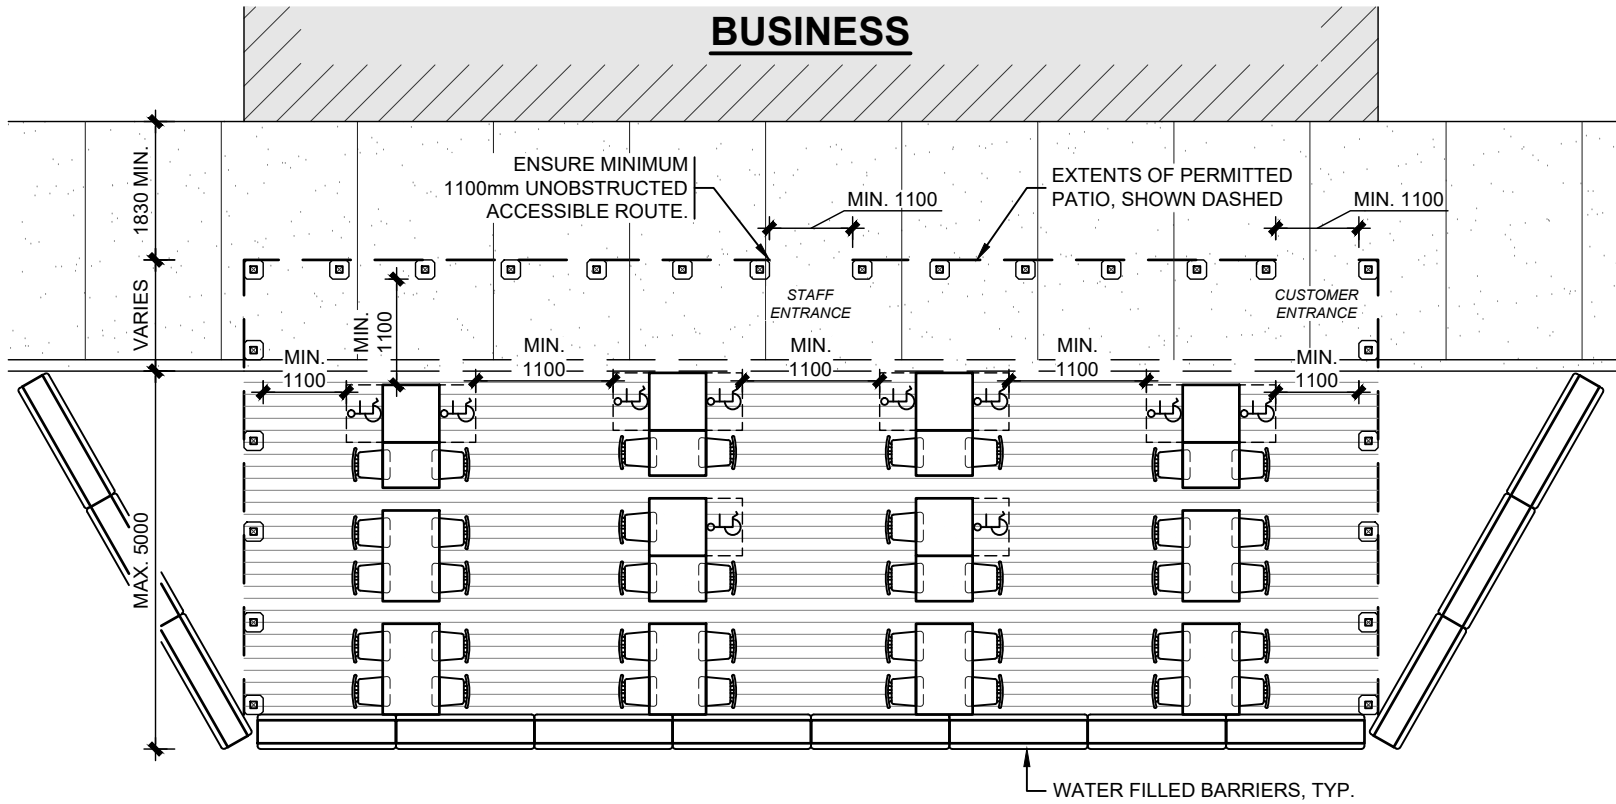 BUSINESS
1830 MIN.
ENSURE MINIMUM
1100mm UNOBSTRUCTED
ACCESSIBLE ROUTE.
MIN. 1100
EXTENTS OF PERMITTED
PATIO, SHOWN DASHED
MIN. 1100
VARIES
STAFF
ENTRANCE
CUSTOMER
ENTRANCE
MIN.
1100
MIN.
1100
MIN.
1100
MIN.
1100
MIN.
1100
MIN.
1100
MAX. 5000
WATER FILLED BARRIERS, TYP.